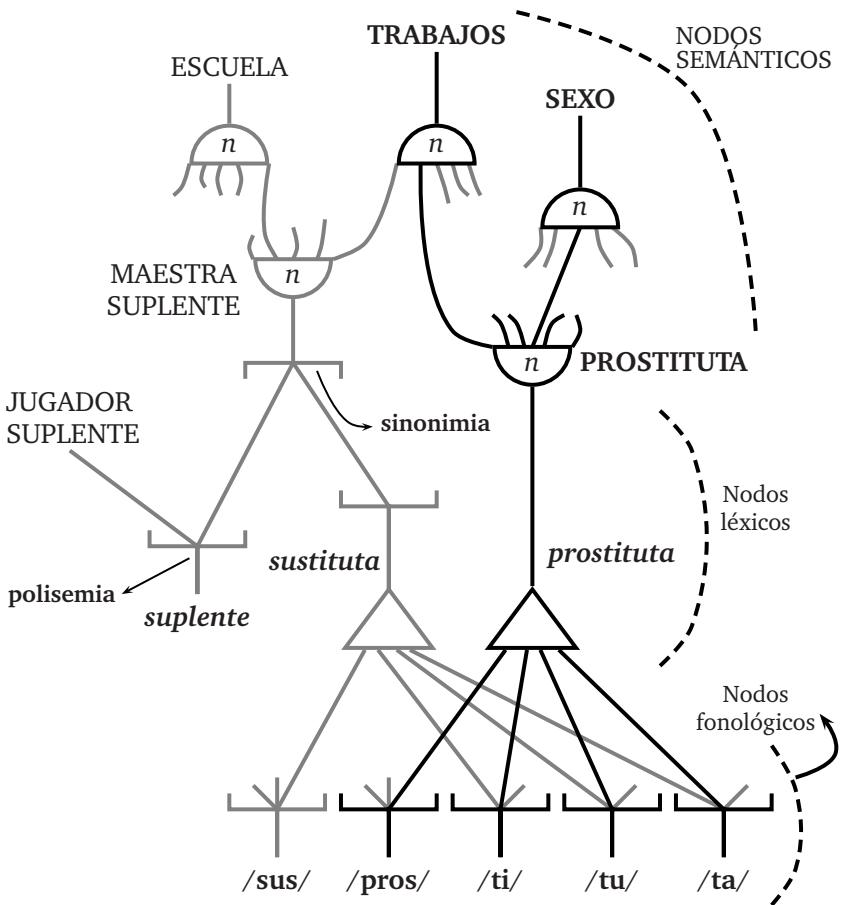 TRABAJOS
NODOS
SEMÁNTICOS
ESCUELA
SEXO
n
n
n
n
MAESTRA
SUPLENTE
n
PROSTITUTA
JUGADOR
SUPLENTE
sinonimia
Nodos
léxicos
sustituta
prostituta
polisemia
suplente
Nodos
fonológicos
/sus/ /pros/ /ti/ /tu/ /ta/